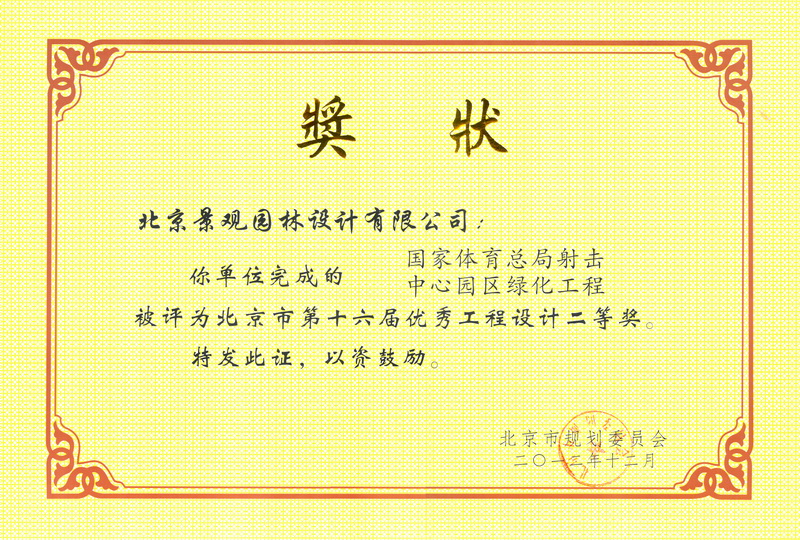 奬 狀
北京景观园林设计有限公司：
你单位完成的 国家体育总局射击
中心园区绿化工程
被评为北京市第十六届优秀工程设计二等奖。
特发此证，以资鼓励。
北京市规划委员会
二〇一二年十二月